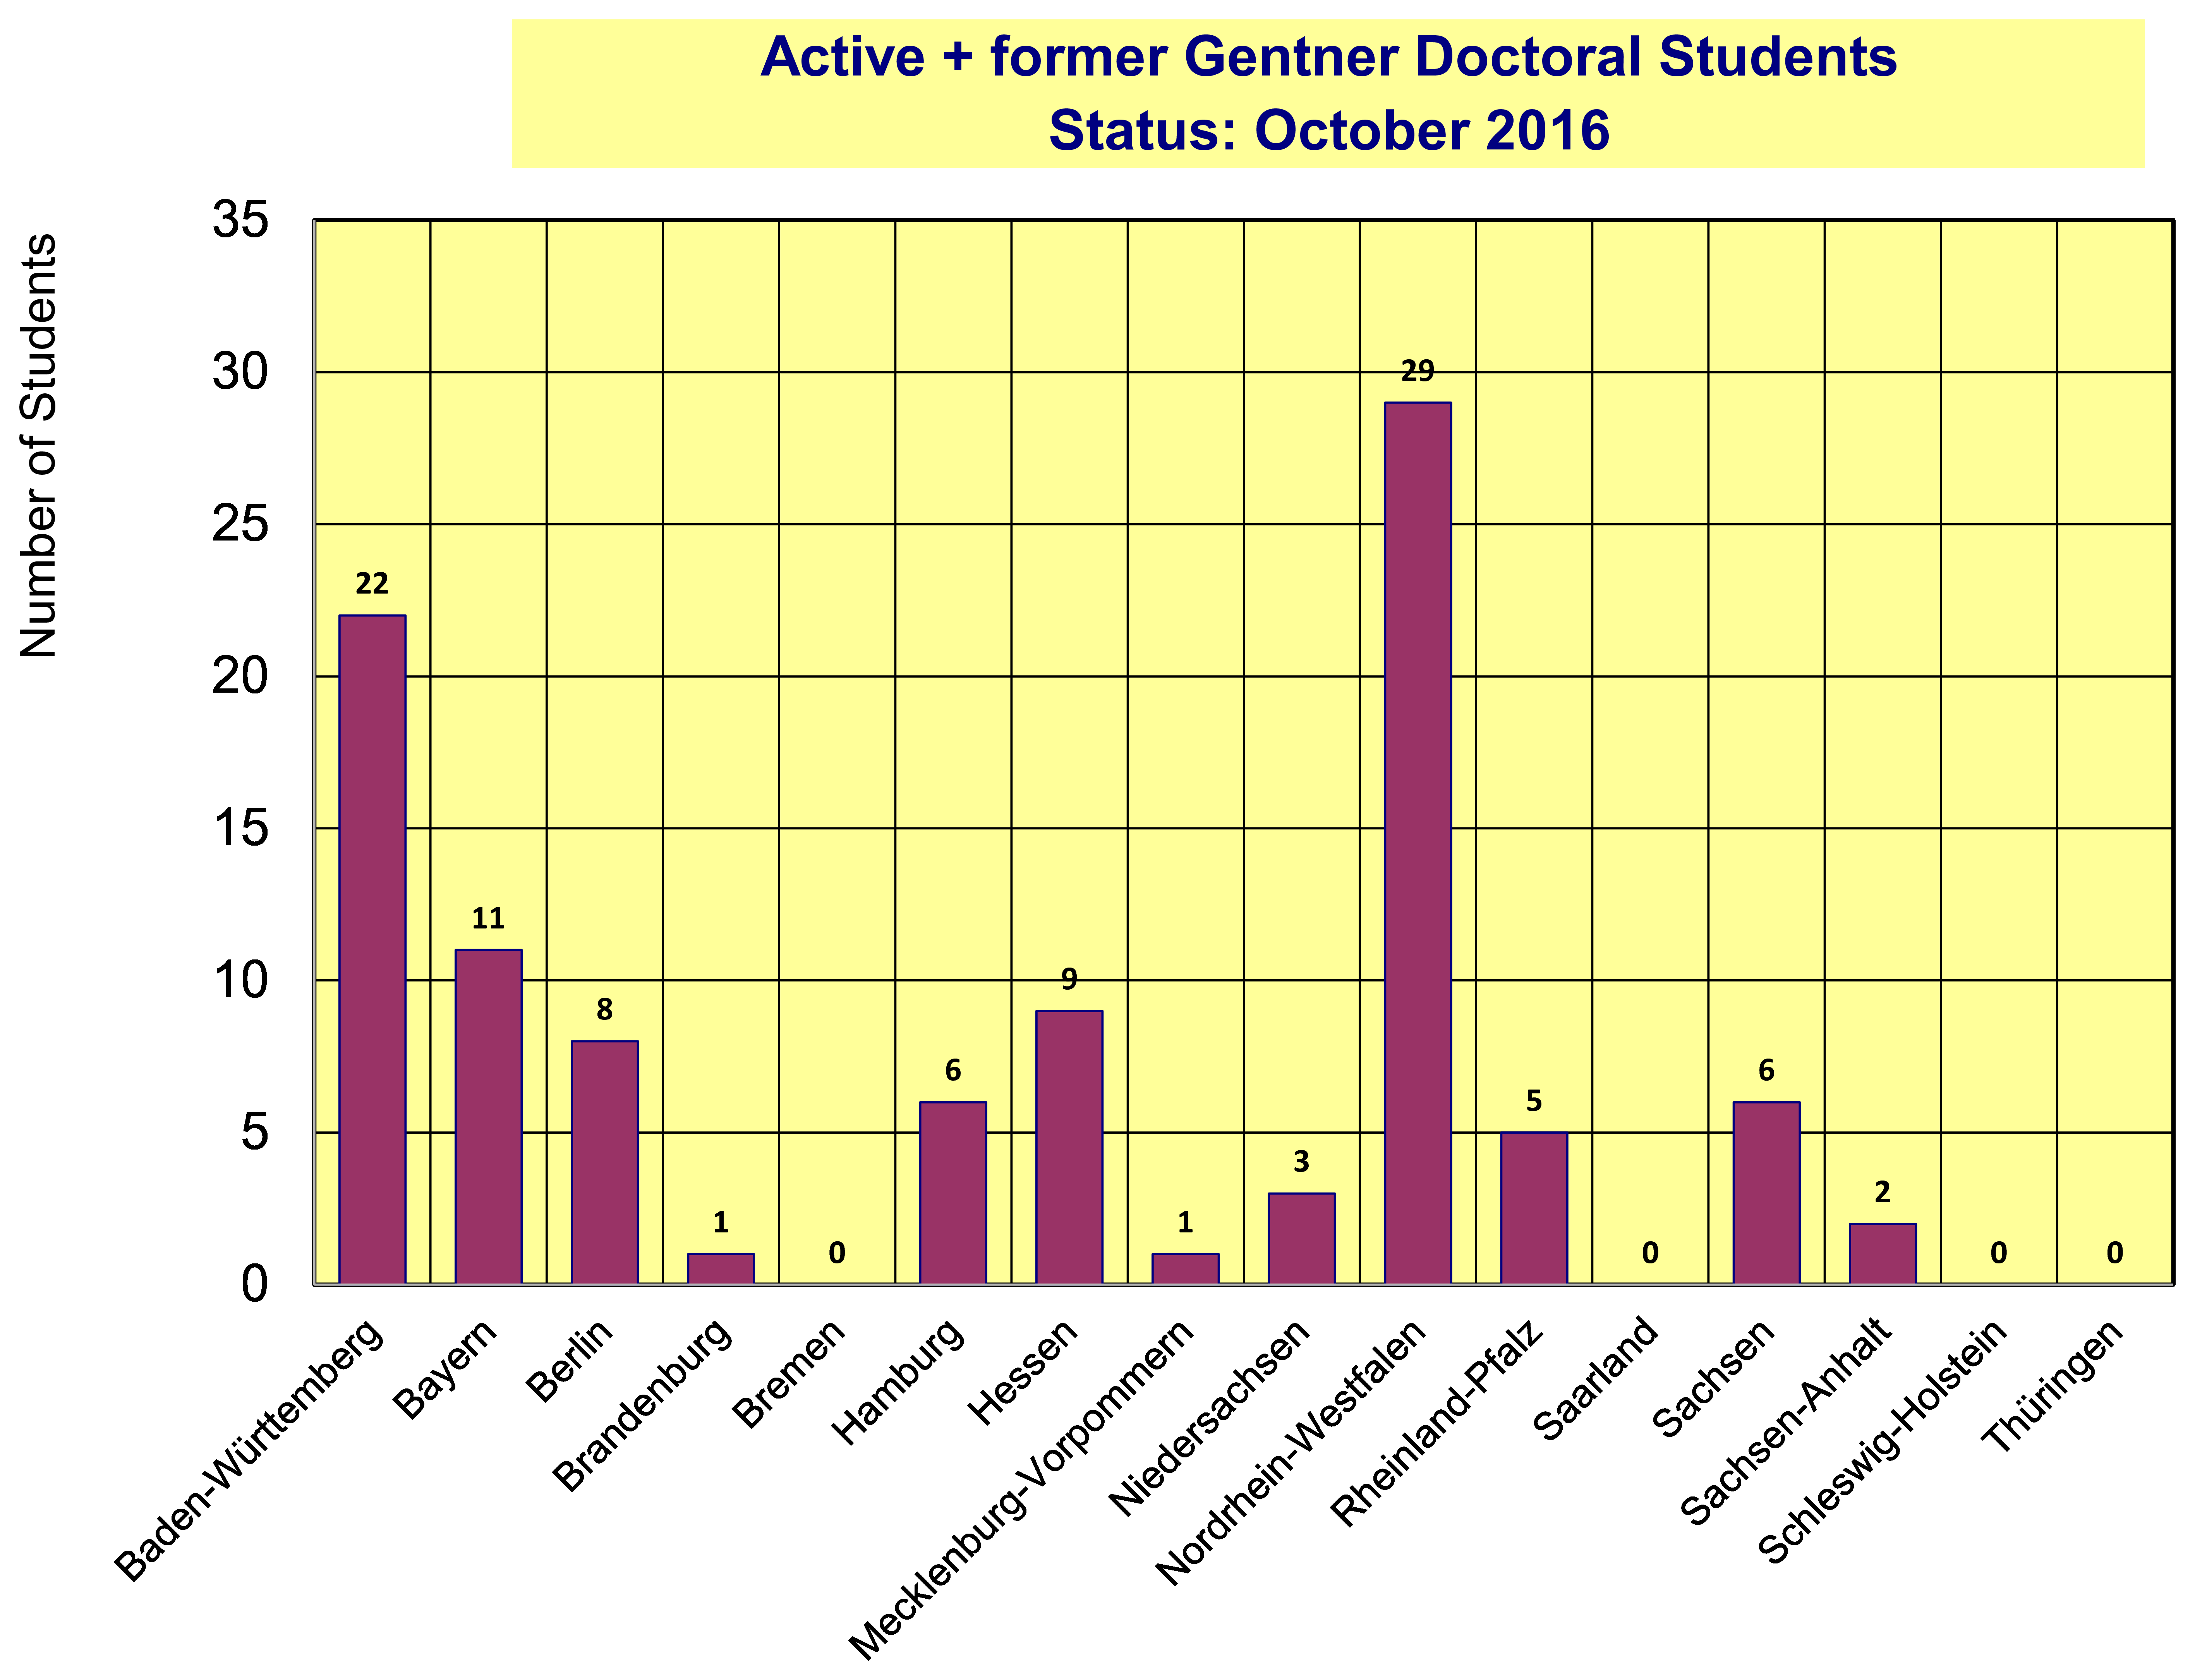 Active + former Gentner Doctoral Students
Status: October 2016
Number of Students
35
30
25
20
15
10
5
0
22
11
8
1
0
6
9
1
3
29
5
0
6
2
0
0
Baden-Württemberg
Bayern
Berlin
Brandenburg
Bremen
Hamburg
Hessen
Mecklenburg-Vorpommern
Niedersachsen
Nordrhein-Westfalen
Rheinland-Pfalz
Saarland
Sachsen
Sachsen-Anhalt
Schleswig-Holstein
Thüringen